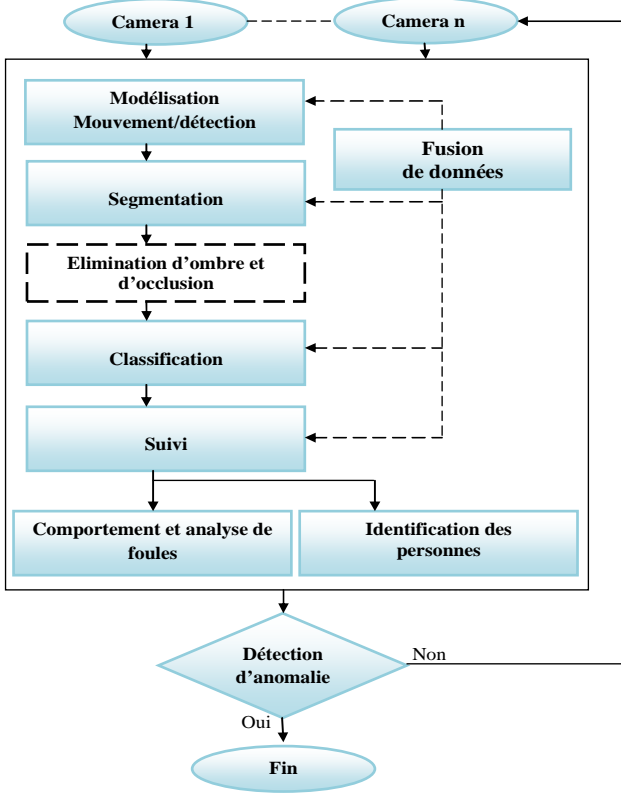 Camera 1
Camera n
Modélisation
Mouvement/détection
Fusion
de données
Segmentation
Elimination d'ombre et
d'occlusion
Classification
Suivi
Comportement et analyse de
foules
Identification des
personnes
Détection
d'anomalie
Non
Oui
Fin